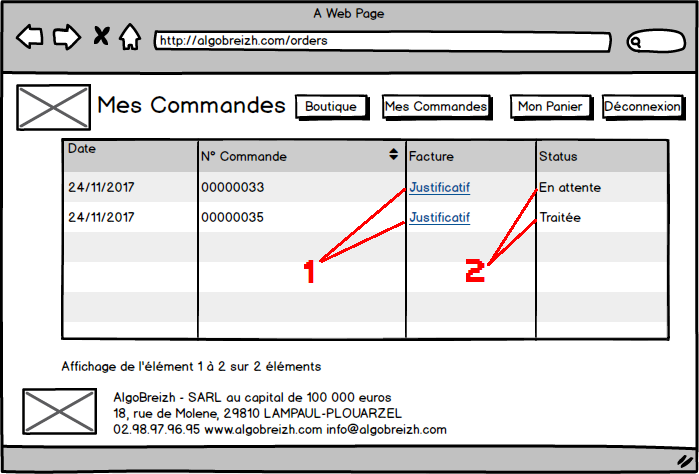 A Web Page
http://algobreizh.com/orders
Mes Commandes
Boutique
Mes Commandes
Mon Panier
Déconnexion
Date N° Commande Facture Status
24/11/2017 00000033 Justificatif En attente
24/11/2017 00000035 Justificatif Traitée
1 2
Affichage de l'élément 1 à 2 sur 2 éléments
AlgoBreizh - SARL au capital de 100 000 euros
18, rue de Molene, 29810 LAMPAUL-PLOUARZEL
02.98.97.96.95 www.algobreizh.com info@algobreizh.com